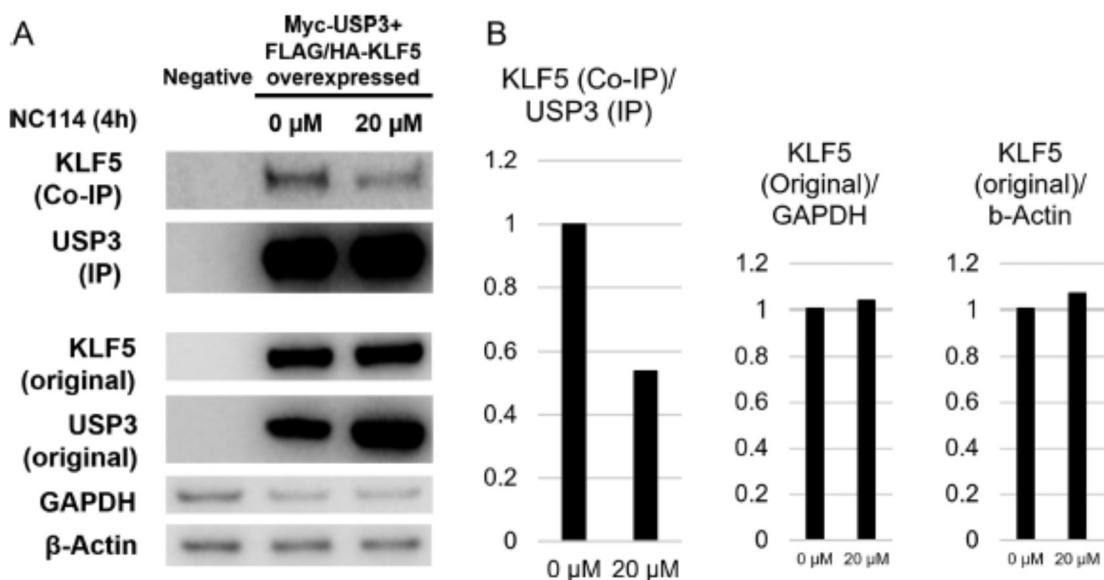 A
Myc-USP3+
FLAG/HA-KLF5
overexpressed
Negative
NC114 (4h)
0 µM 20 µM
KLF5
(Co-IP)
USP3
(IP)
KLF5
(original)
USP3
(original)
GAPDH
β-Actin
B
KLF5 (Co-IP)/
USP3 (IP)
1.2
1
0.8
0.6
0.4
0.2
0
0 µM 20 µM
KLF5
(Original)/
GAPDH
1.2
1
0.8
0.6
0.4
0.2
0
0 µM 20 µM
KLF5
(original)/
b-Actin
1.2
1
0.8
0.6
0.4
0.2
0
0 µM 20 µM